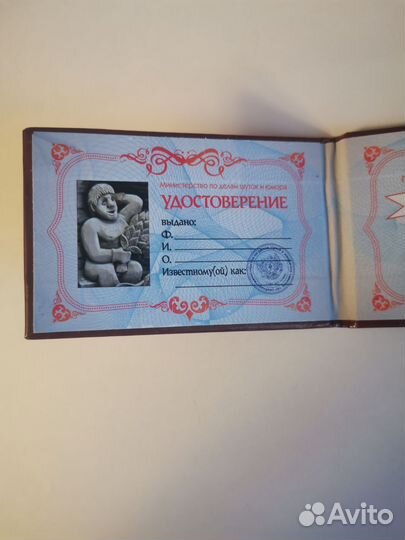 Министерство по делам шуток и юмора
УДОСТОВЕРЕНИЕ
выдано:
Ф.
И.
О.
Известному(ой) как:
Avito